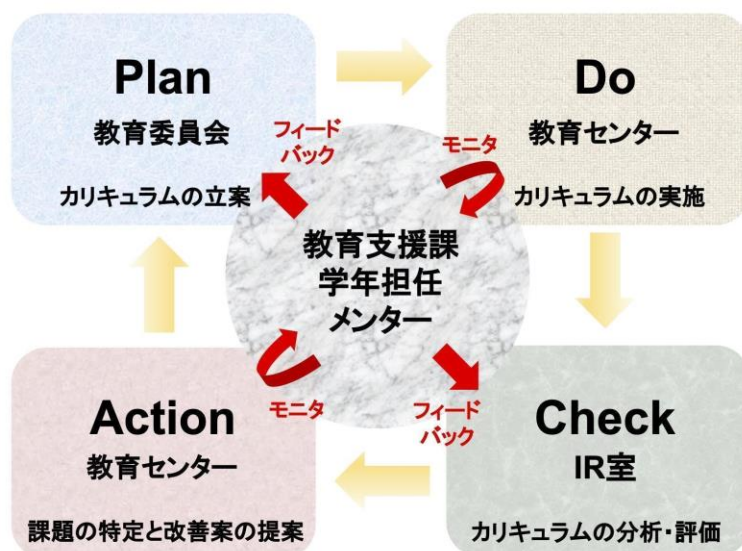 Plan
教育委員会
カリキュラムの立案
Do
教育センター
カリキュラムの実施
フィード
バック
モニタ
教育支援課
学年担任
メンター
モニタ
フィード
バック
Action
教育センター
課題の特定と改善案の提案
Check
IR室
カリキュラムの分析・評価